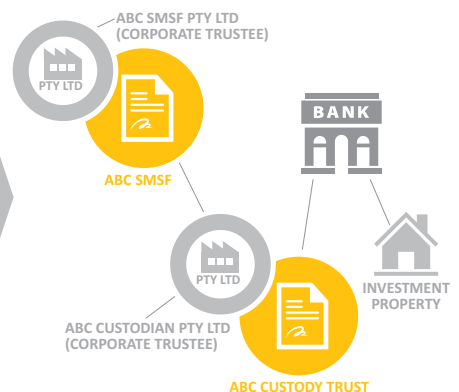 ABC SMSF PTY LTD
(CORPORATE TRUSTEE)
PTY LTD
ABC SMSF
BANK
PTY LTD
INVESTMENT
PROPERTY
ABC CUSTODIAN PTY LTD
(CORPORATE TRUSTEE)
ABC CUSTODY TRUST